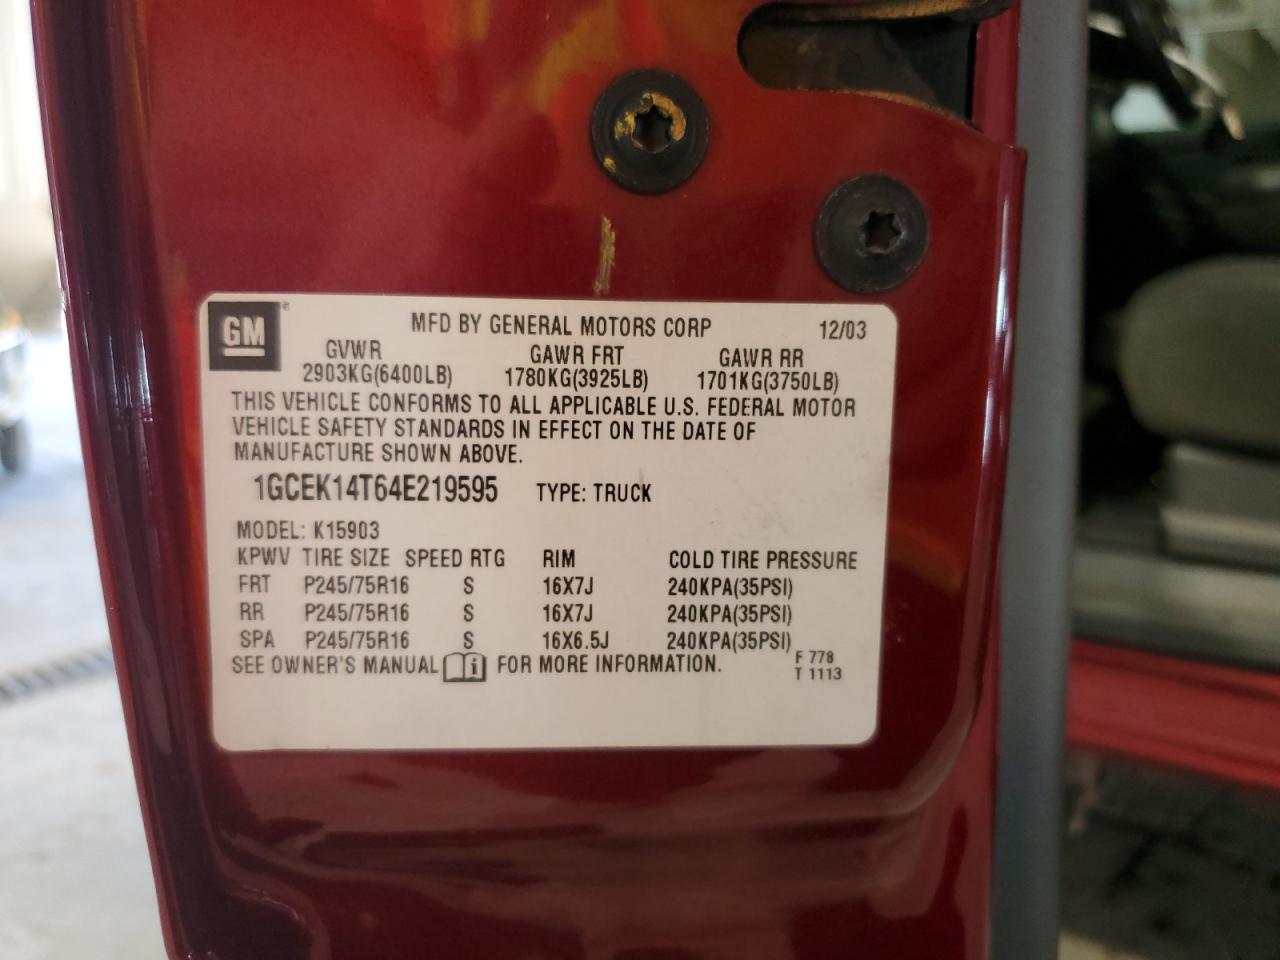 GM MFD BY GENERAL MOTORS CORP 12/03
GVWR GAWR FRT GAWR RR
2903KG(6400LB) 1780KG(3925LB) 1701KG(3750LB)
THIS VEHICLE CONFORMS TO ALL APPLICABLE U.S. FEDERAL MOTOR
VEHICLE SAFETY STANDARDS IN EFFECT ON THE DATE OF
MANUFACTURE SHOWN ABOVE.
1GCEK14T64E219595 TYPE: TRUCK
MODEL: K15903
KPWV TIRE SIZE SPEED RTG RIM COLD TIRE PRESSURE
FRT P245/75R16 S 16X7J 240KPA(35PSI)
RR P245/75R16 S 16X7J 240KPA(35PSI)
SPA P245/75R16 S 16X6.5J 240KPA(35PSI)
SEE OWNER'S MANUAL i FOR MORE INFORMATION. F 778
T 1113